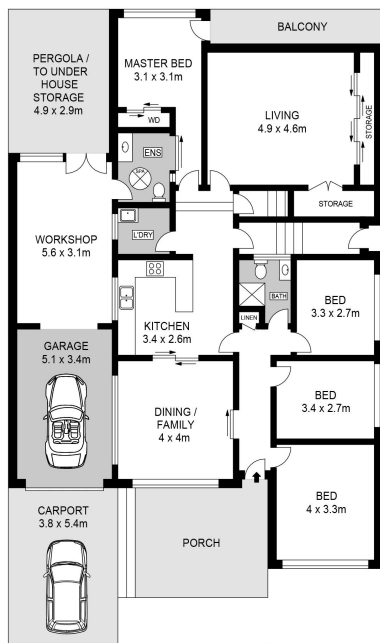 BALCONY
PERGOLA /
TO UNDER
HOUSE
STORAGE
4.9 x 2.9m
MASTER BED
3.1 x 3.1m
WD
LIVING
4.9 x 4.6m
STORAGE
STORAGE
ENS
SPA
L'DRY
WORKSHOP
5.6 x 3.1m
KITCHEN
3.4 x 2.6m
BATH
LINEN
BED
3.3 x 2.7m
GARAGE
5.1 x 3.4m
DINING /
FAMILY
4 x 4m
BED
3.4 x 2.7m
BED
4 x 3.3m
CARPORT
3.8 x 5.4m
PORCH